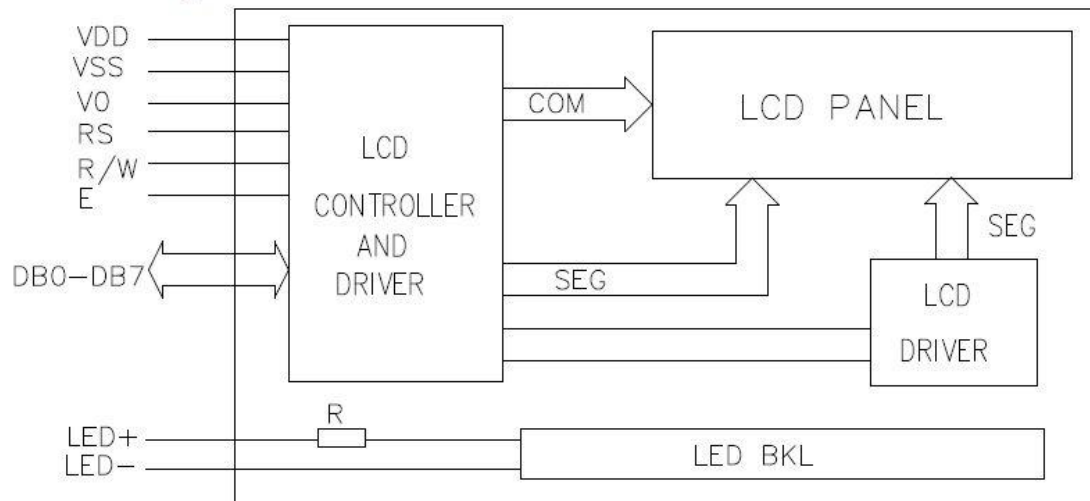 VDD
VSS
V0
RS
R/W
E
DB0-DB7
LCD
CONTROLLER
AND
DRIVER
COM
SEG
LCD PANEL
SEG
LCD
DRIVER
R
LED+
LED-
LED BKL